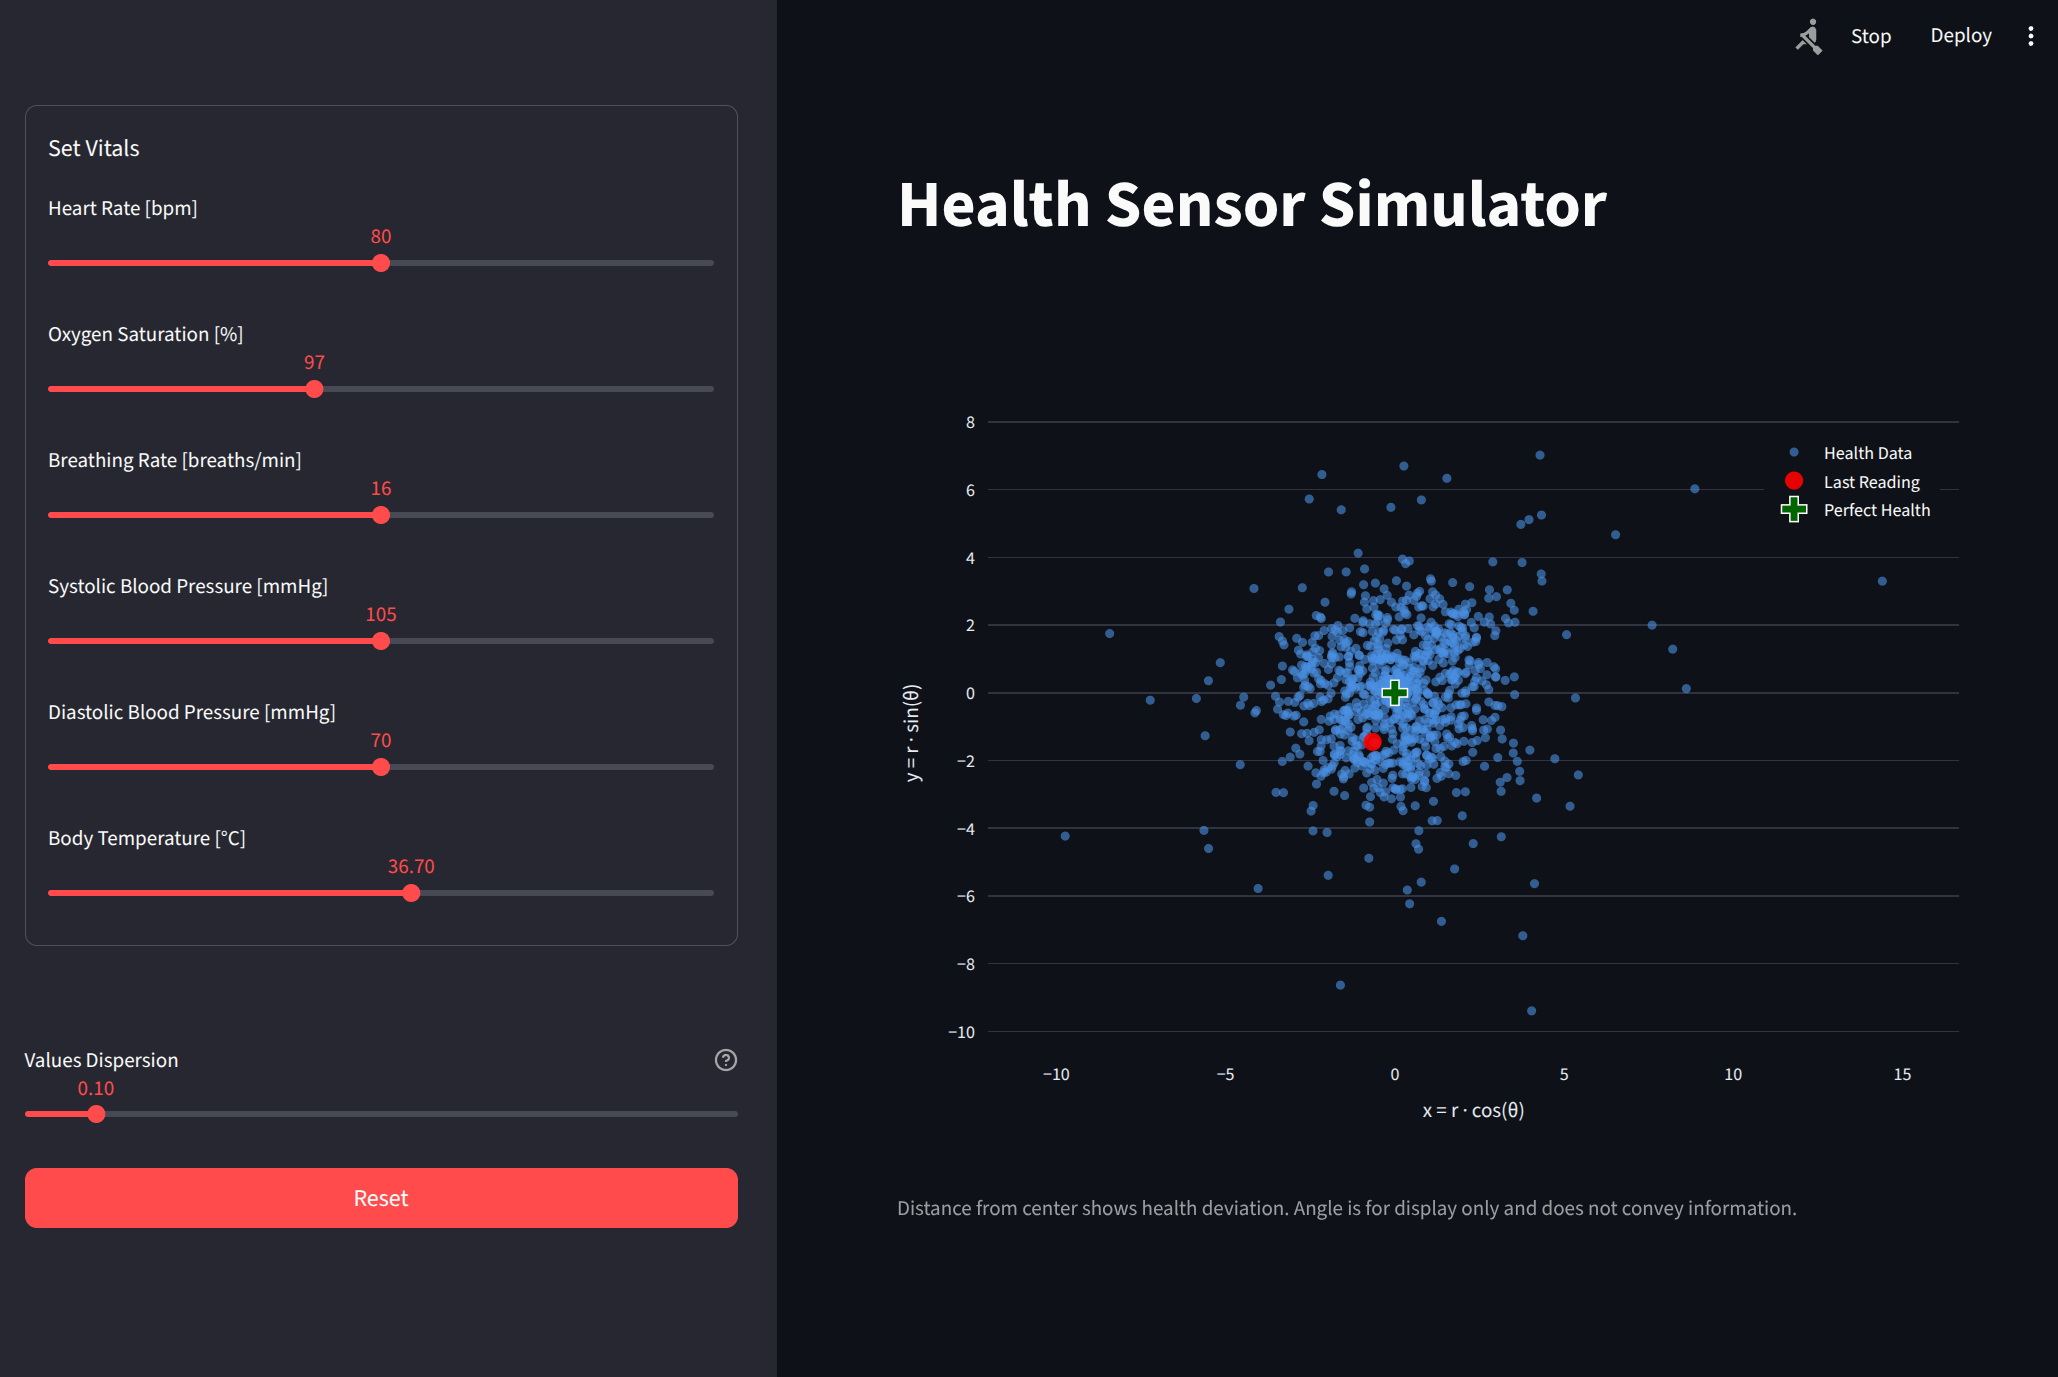 Stop
Deploy
Set Vitals
Heart Rate [bpm]
80
Oxygen Saturation [%]
97
Breathing Rate [breaths/min]
16
Systolic Blood Pressure [mmHg]
105
Diastolic Blood Pressure [mmHg]
70
Body Temperature [°C]
36.70
Values Dispersion
0.10
Reset
Health Sensor Simulator
8
6
4
2
0
−2
−4
−6
−8
−10
y = r · sin(θ)
Health Data
Last Reading
Perfect Health
−10
−5
0
5
10
15
x = r · cos(θ)
Distance from center shows health deviation. Angle is for display only and does not convey information.